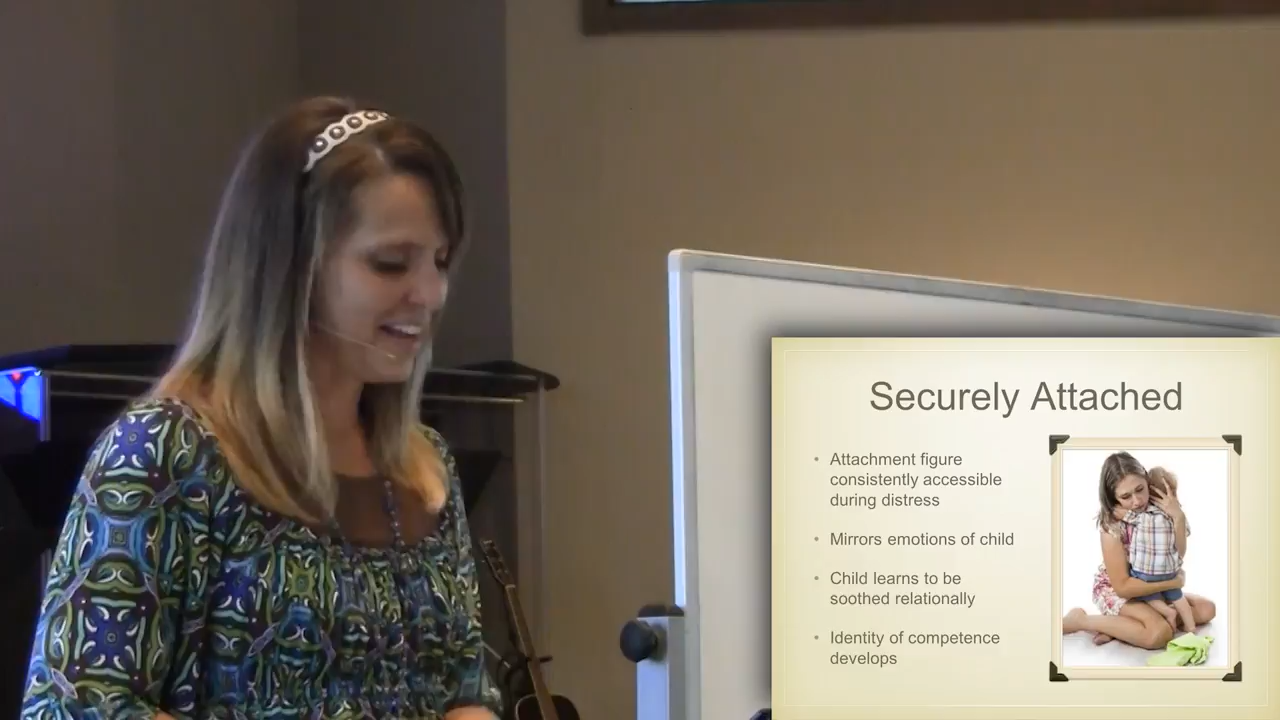 Securely Attached
• Attachment figure
consistently accessible
during distress
• Mirrors emotions of child
• Child learns to be
soothed relationally
• Identity of competence
develops